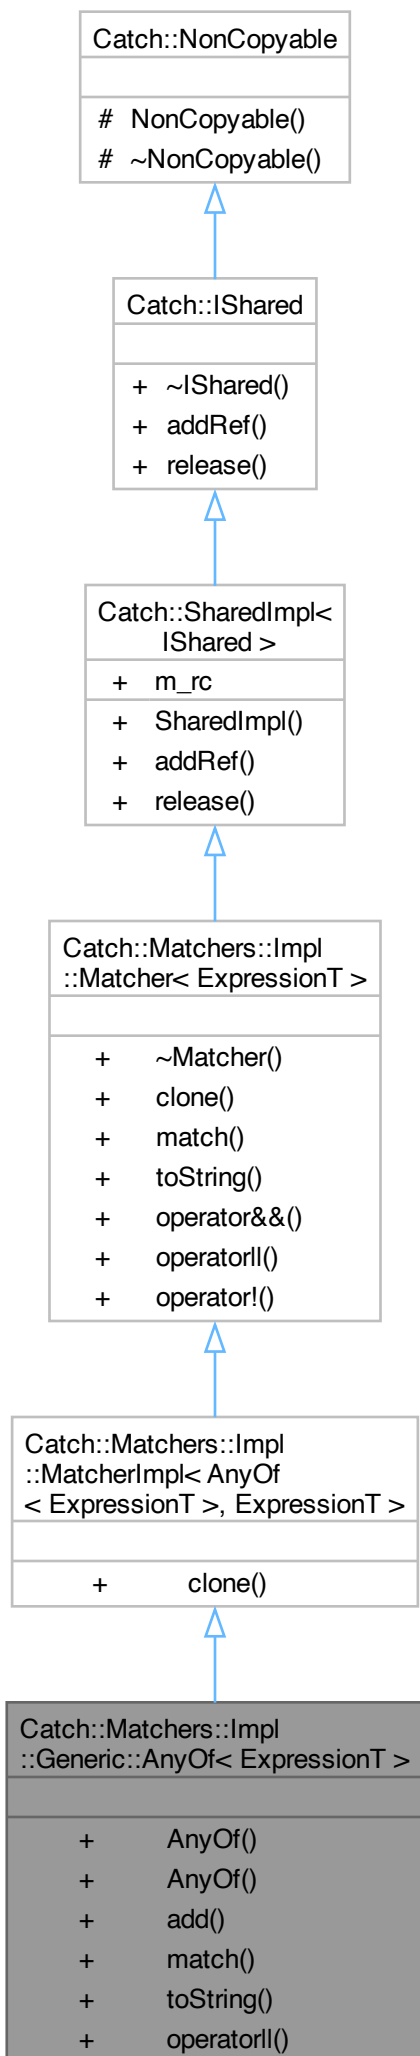 Catch::NonCopyable
# NonCopyable()
# ~NonCopyable()
Catch::IShared
+ ~IShared()
+ addRef()
+ release()
Catch::SharedImpl<
IShared >
+ m_rc
+ SharedImpl()
+ addRef()
+ release()
Catch::Matchers::Impl
::Matcher< ExpressionT >
+ ~Matcher()
+ clone()
+ match()
+ toString()
+ operator&&()
+ operator||()
+ operator!()
Catch::Matchers::Impl
::MatcherImpl< AnyOf
< ExpressionT >, ExpressionT >
+ clone()
Catch::Matchers::Impl
::Generic::AnyOf< ExpressionT >
+ AnyOf()
+ AnyOf()
+ add()
+ match()
+ toString()
+ operator||()